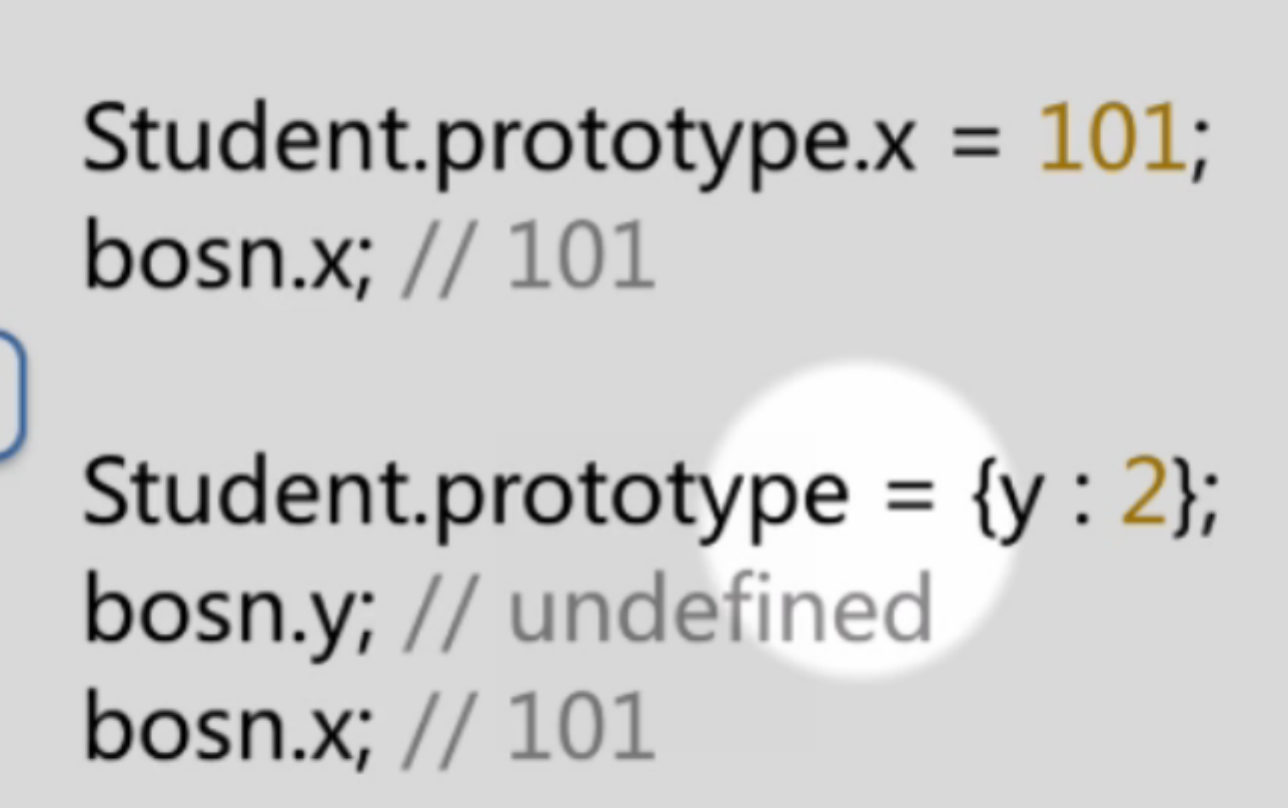 Student.prototype.x = 101;
bosn.x; // 101
Student.prototype = {y : 2};
bosn.y; // undefined
bosn.x; // 101